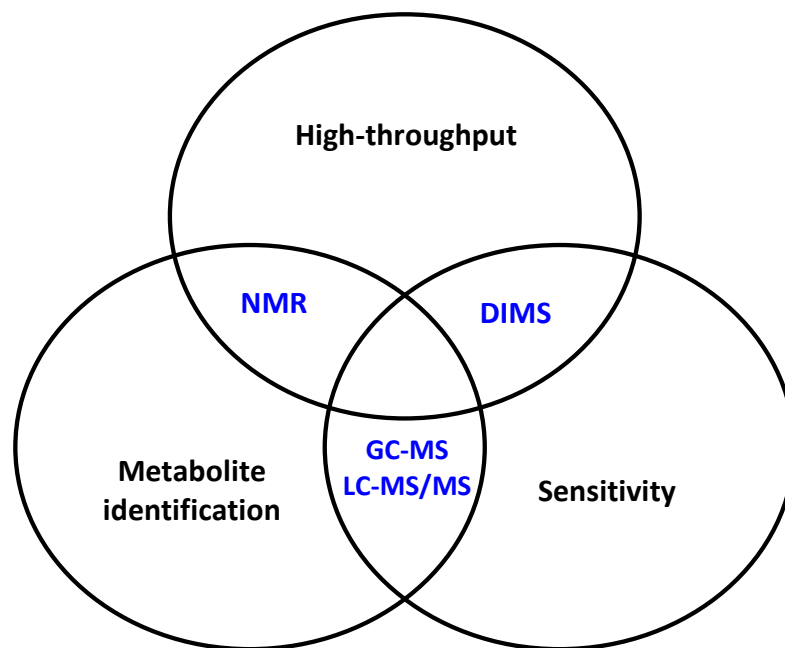 High-throughput
NMR
DIMS
GC-MS
LC-MS/MS
Metabolite
identification
Sensitivity